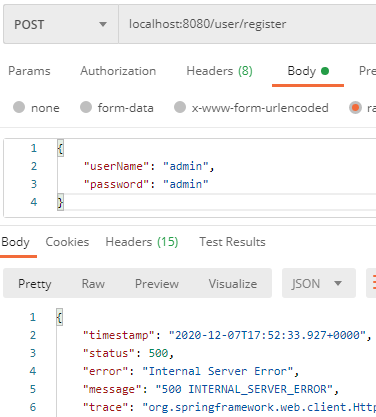 POST localhost:8080/user/register
Params Authorization Headers (8) Body Pre
none form-data x-www-form-urlencoded ra
1 {
2 "userName": "admin",
3 "password": "admin"
4 }
Body Cookies Headers (15) Test Results
Pretty Raw Preview Visualize JSON
1 {
2 "timestamp": "2020-12-07T17:52:33.927+0000",
3 "status": 500,
4 "error": "Internal Server Error",
5 "message": "500 INTERNAL_SERVER_ERROR",
6 "trace": "org.springframework.web.client.Http